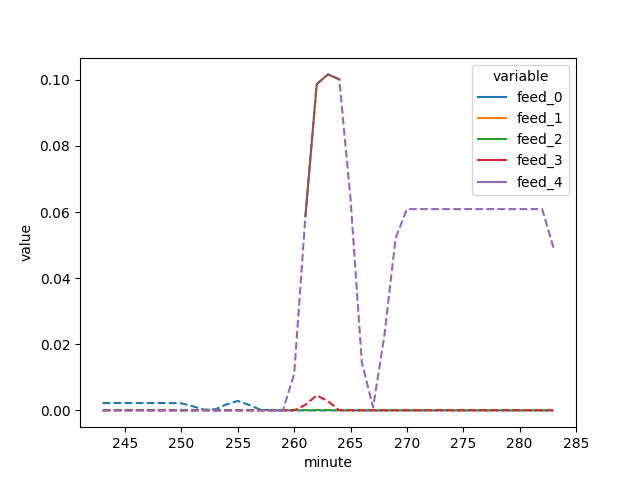 variable
feed_0
feed_1
feed_2
feed_3
feed_4
value
0.10
0.08
0.06
0.04
0.02
0.00
245 250 255 260 265 270 275 280 285
minute